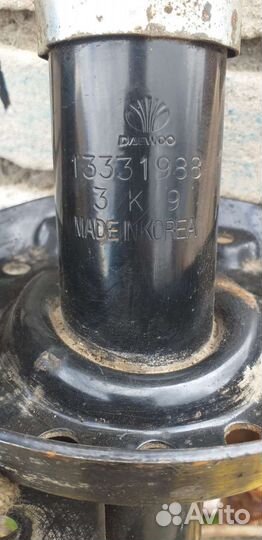 DAEWOO
13331988
3 K 9
MADE IN KOREA
Avito